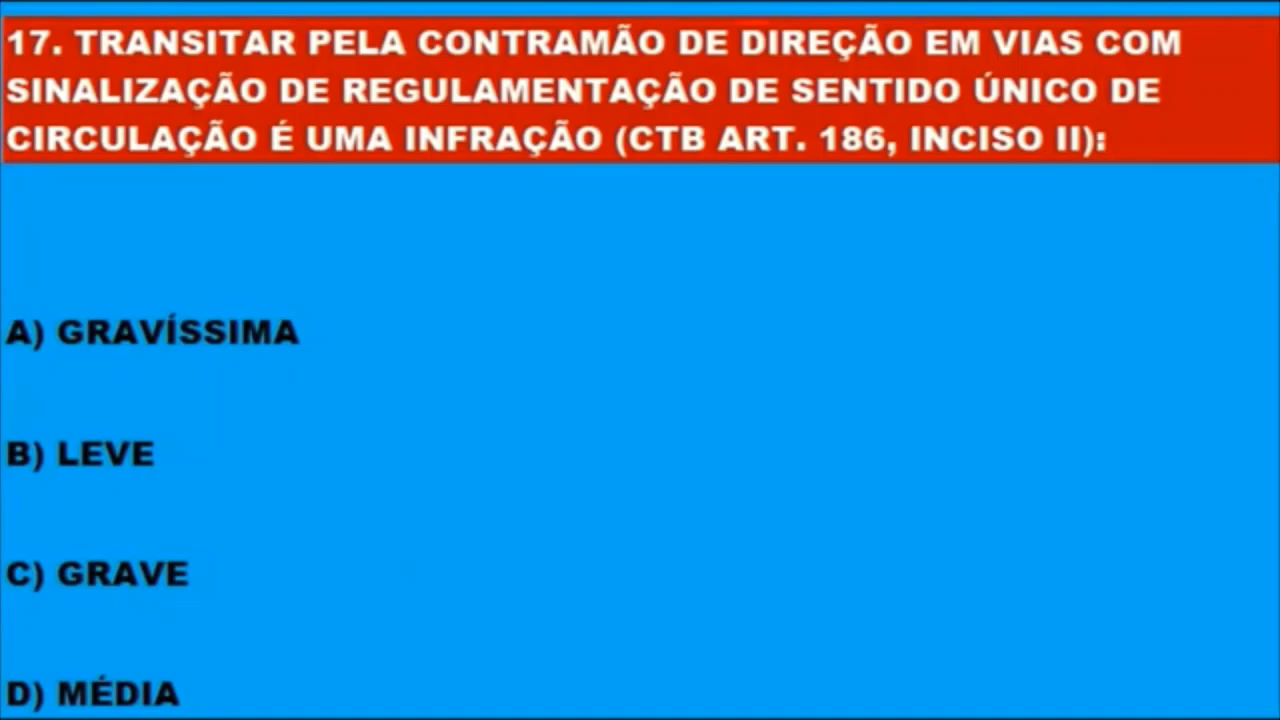 17. TRANSITAR PELA CONTRAMÃO DE DIREÇÃO EM VIAS COM
SINALIZAÇÃO DE REGULAMENTAÇÃO DE SENTIDO ÚNICO DE
CIRCULAÇÃO É UMA INFRAÇÃO (CTB ART. 186, INCISO II):
A) GRAVÍSSIMA
B) LEVE
C) GRAVE
D) MÉDIA